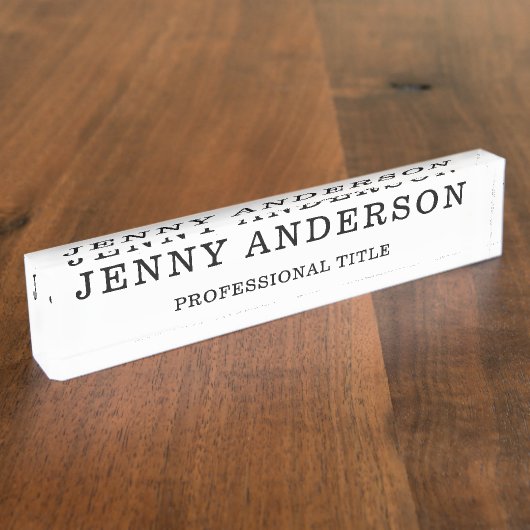 JENNY ANDERSON
PROFESSIONAL TITLE